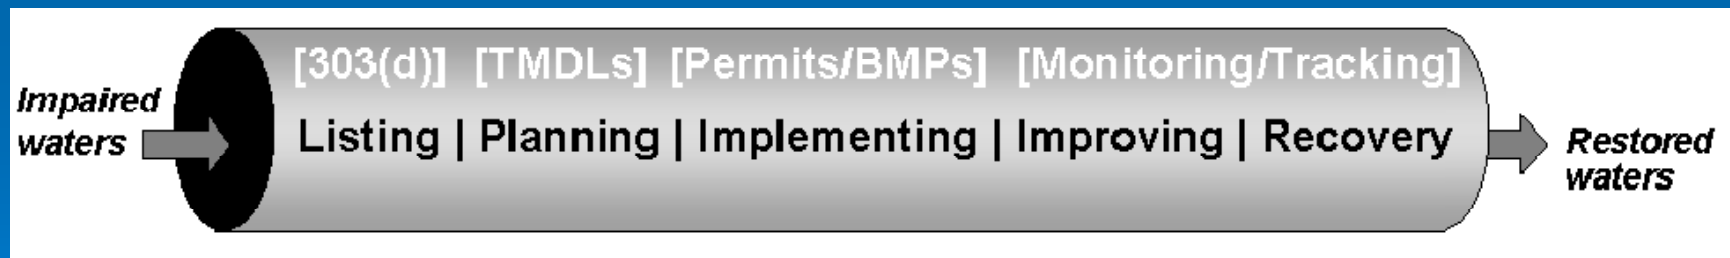 Impaired
waters
[303(d)] [TMDLs] [Permits/BMPs] [Monitoring/Tracking]
Listing | Planning | Implementing | Improving | Recovery
Restored
waters